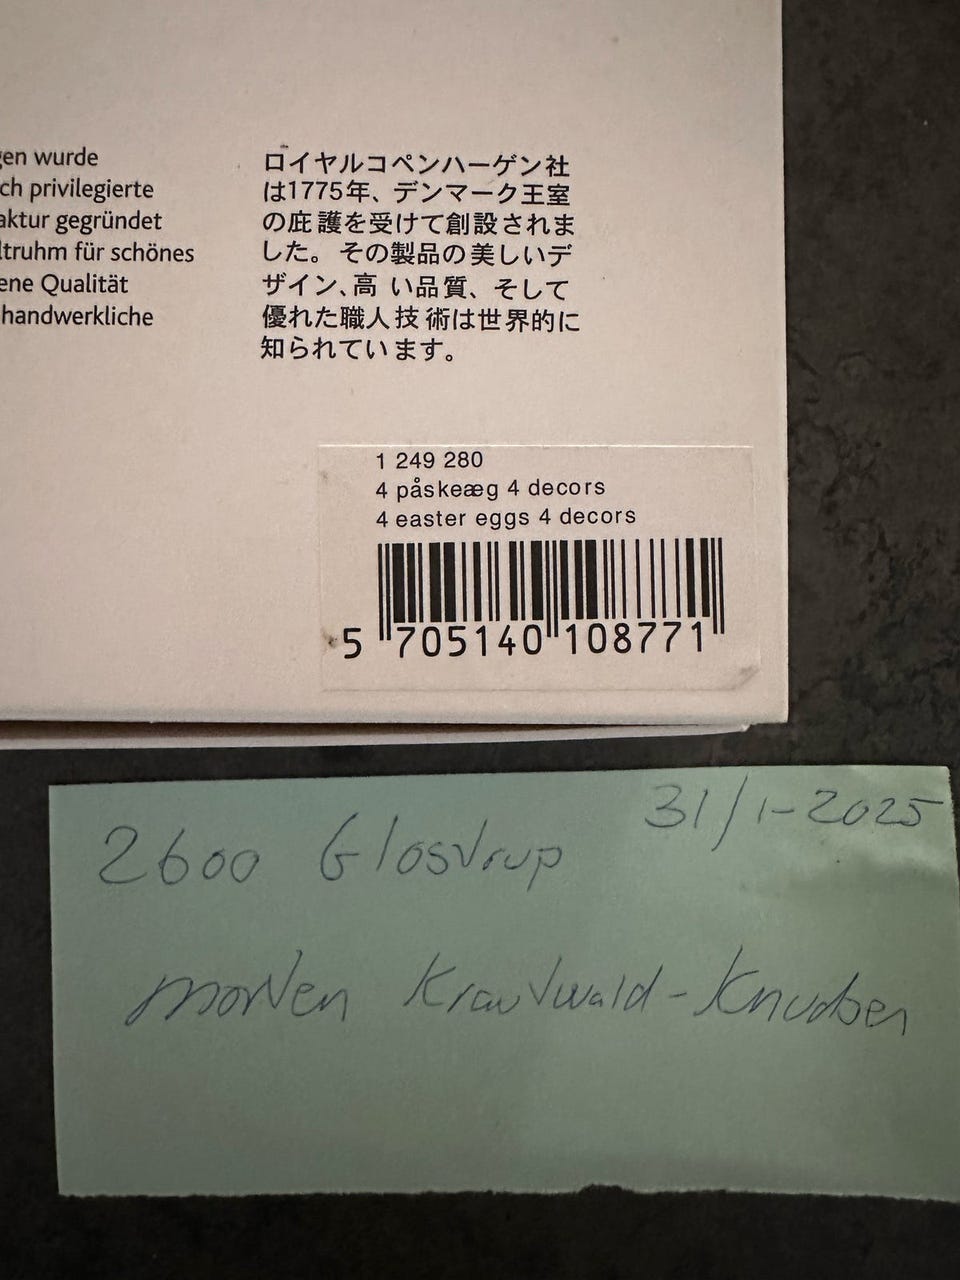 gen wurde
ch privilegierte
aktur gegründet
ltruhm für schönes
ene Qualität
handwerkliche
ロイヤルコペンハーゲン社
は1775年、デンマーク王室
の庇護を受けて創設されま
した。その製品の美しいデ
ザイン、高い品質、そして
優れた職人技術は世界的に
知られています。
1 249 280
4 påskeæg 4 decors
4 easter eggs 4 decors
5 705140 108771
31/1-2025
2600 Glostrup
Morten Krautwald-Knudsen